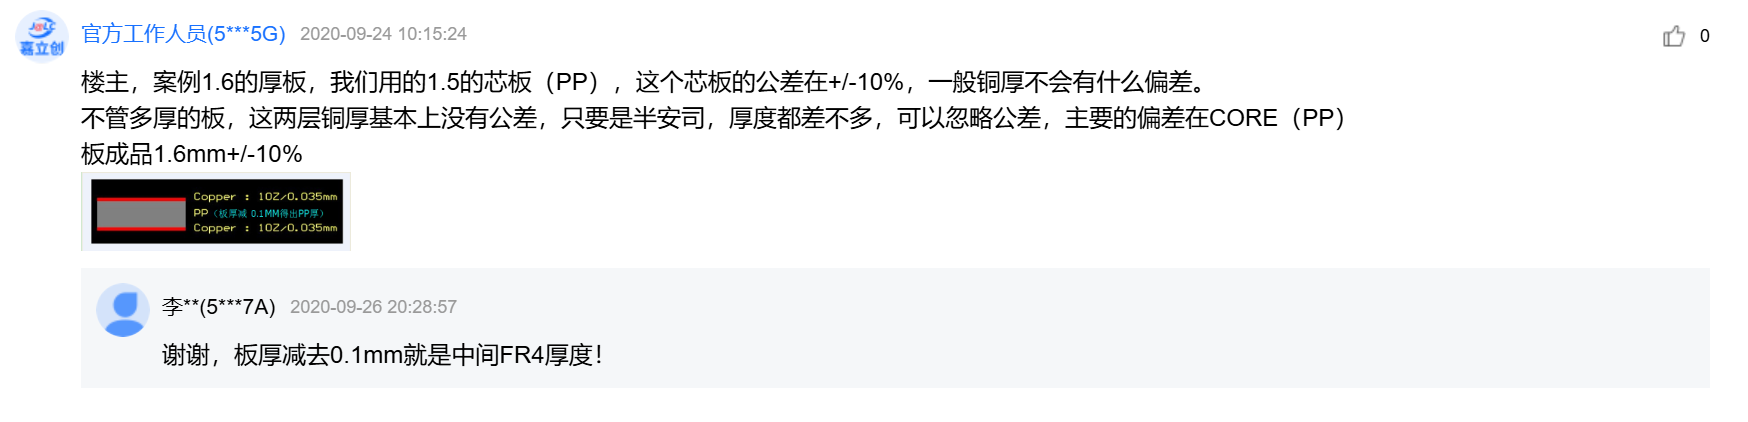 JLC
嘉立创
官方工作人员(5***5G) 2020-09-24 10:15:24
0
楼主，案例1.6的厚板，我们用的1.5的芯板（PP），这个芯板的公差在+/-10%，一般铜厚不会有什么偏差。
不管多厚的板，这两层铜厚基本上没有公差，只要是半安司，厚度都差不多，可以忽略公差，主要的偏差在CORE（PP）
板成品1.6mm+/-10%
Copper : 1OZ/0.035mm
PP（板厚减 0.1MM得出PP厚）
Copper : 1OZ/0.035mm
李**(5***7A) 2020-09-26 20:28:57
谢谢，板厚减去0.1mm就是中间FR4厚度！